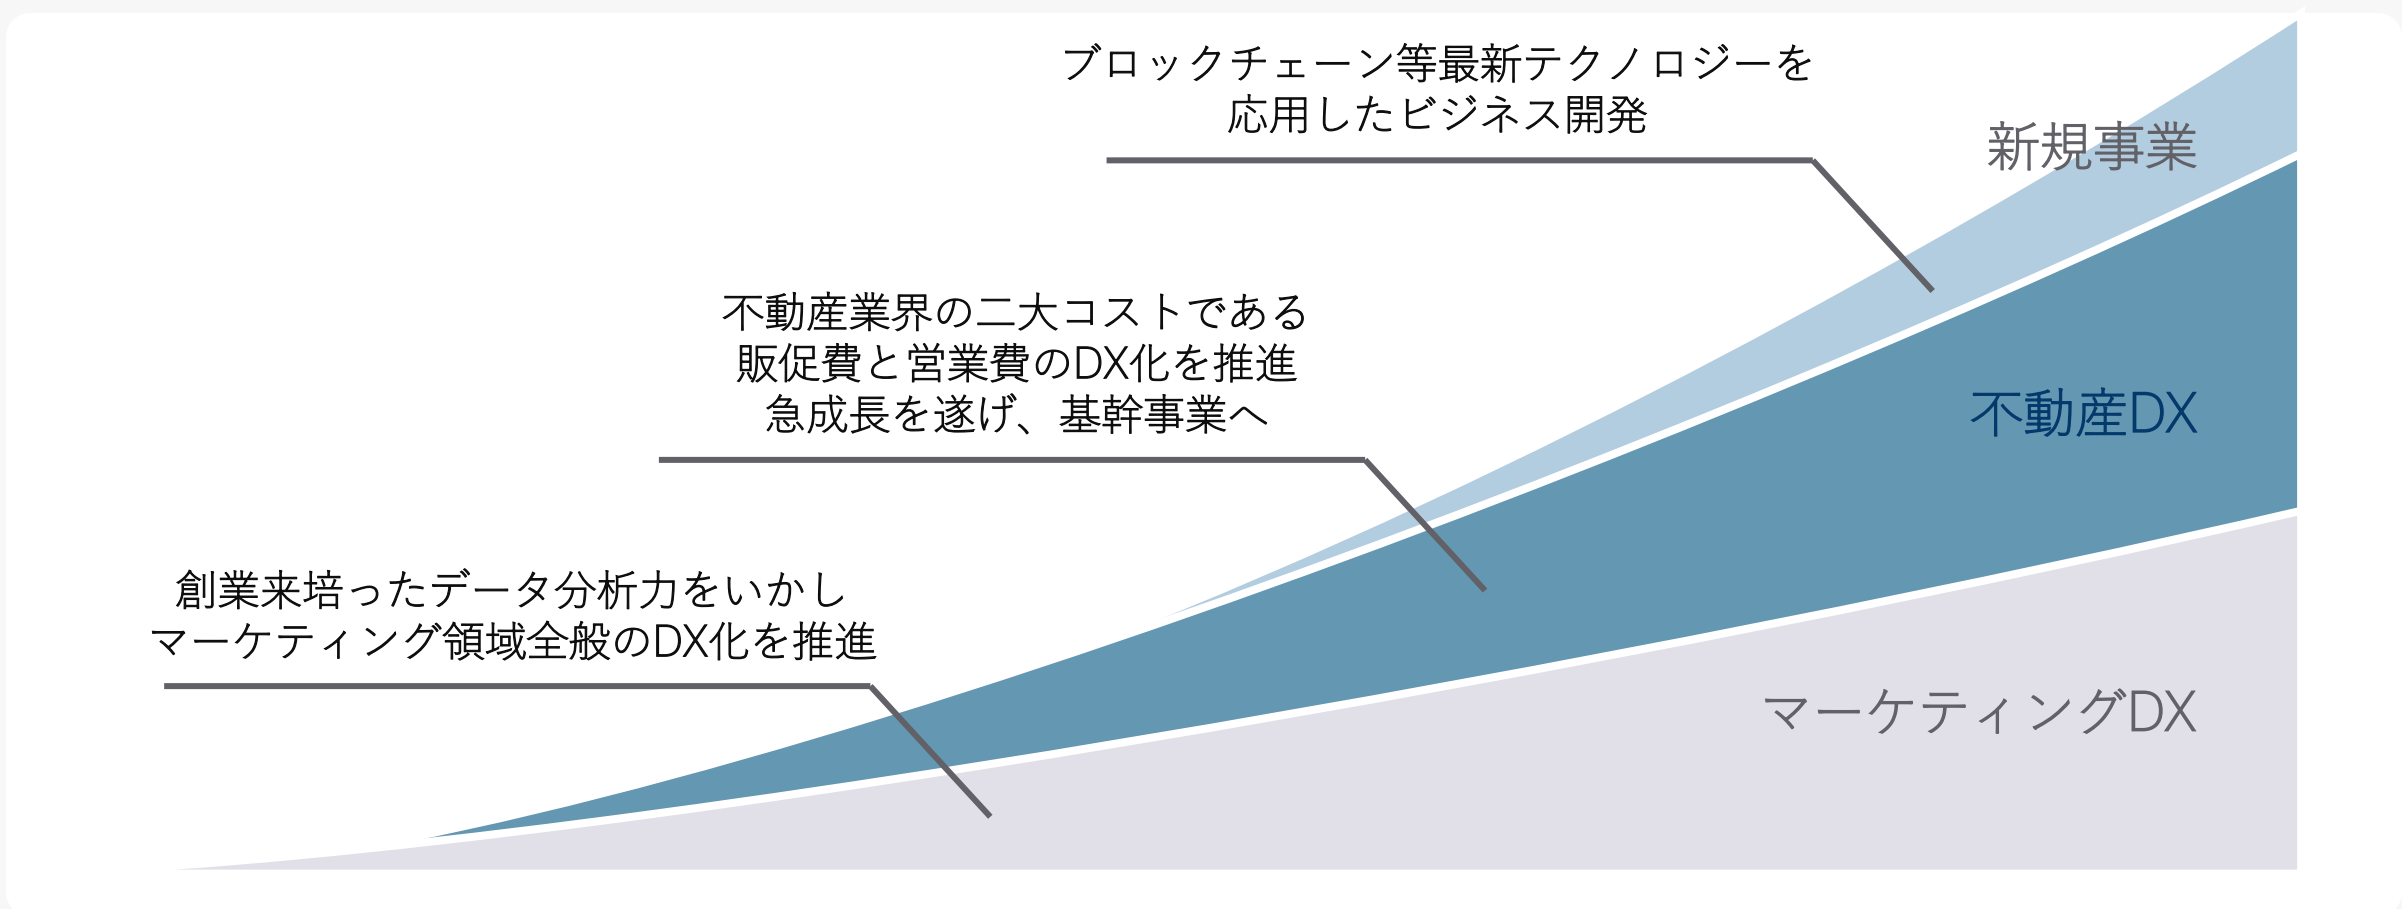 ブロックチェーン等最新テクノロジーを
応用したビジネス開発
新規事業
不動産業界の二大コストである
販促費と営業費のDX化を推進
急成長を遂げ、基幹事業へ
不動産DX
創業来培ったデータ分析力をいかし
マーケティング領域全般のDX化を推進
マーケティングDX